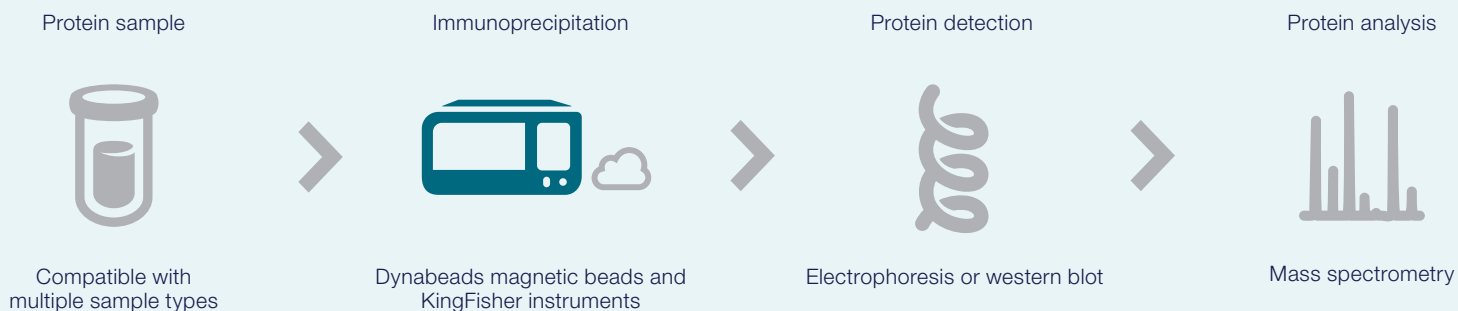 Protein sample
Immunoprecipitation
Protein detection
Protein analysis
Compatible with
multiple sample types
Dynabeads magnetic beads and
KingFisher instruments
Electrophoresis or western blot
Mass spectrometry